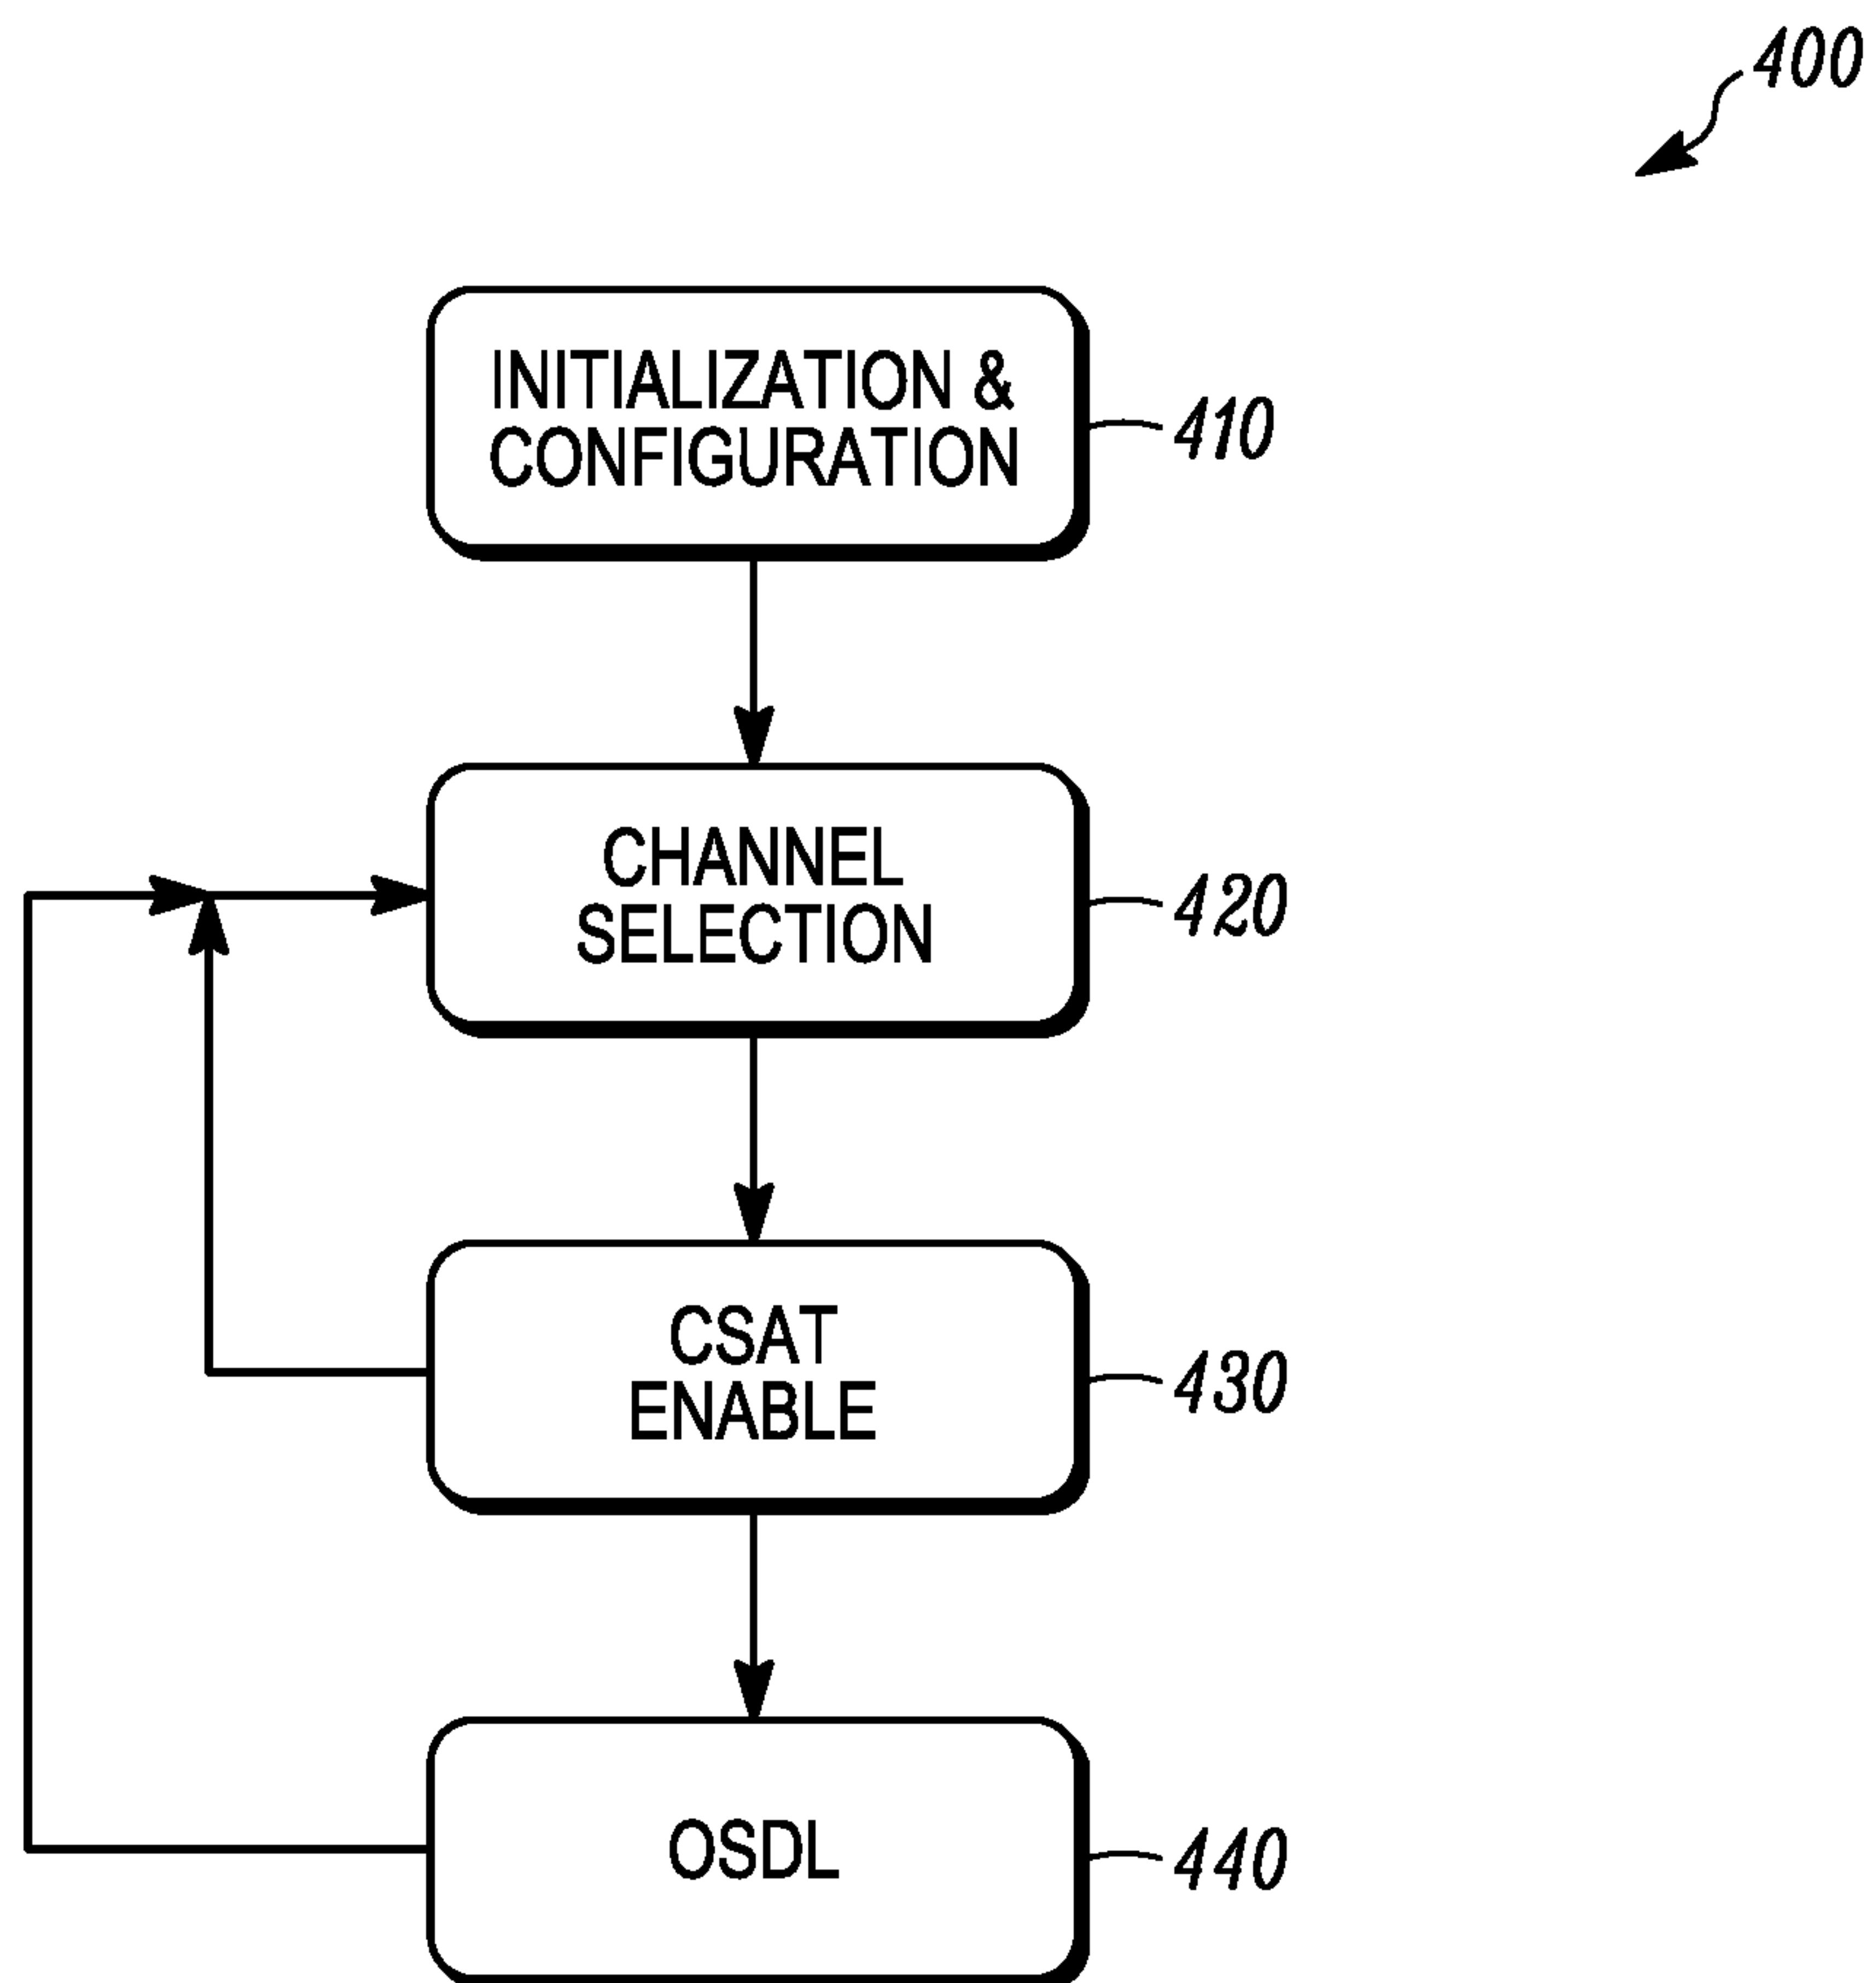 400
INITIALIZATION &
CONFIGURATION
410
CHANNEL
SELECTION
420
CSAT
ENABLE
430
OSDL
440